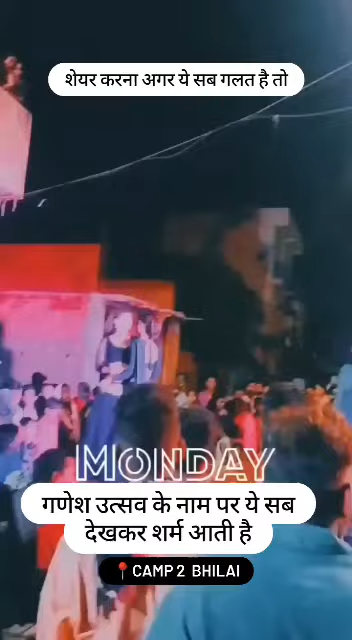 शेयर करना अगर ये सब गलत है तो
MONDAY
गणेश उत्सव के नाम पर ये सब
देखकर शर्म आती है
📍CAMP 2 BHILAI